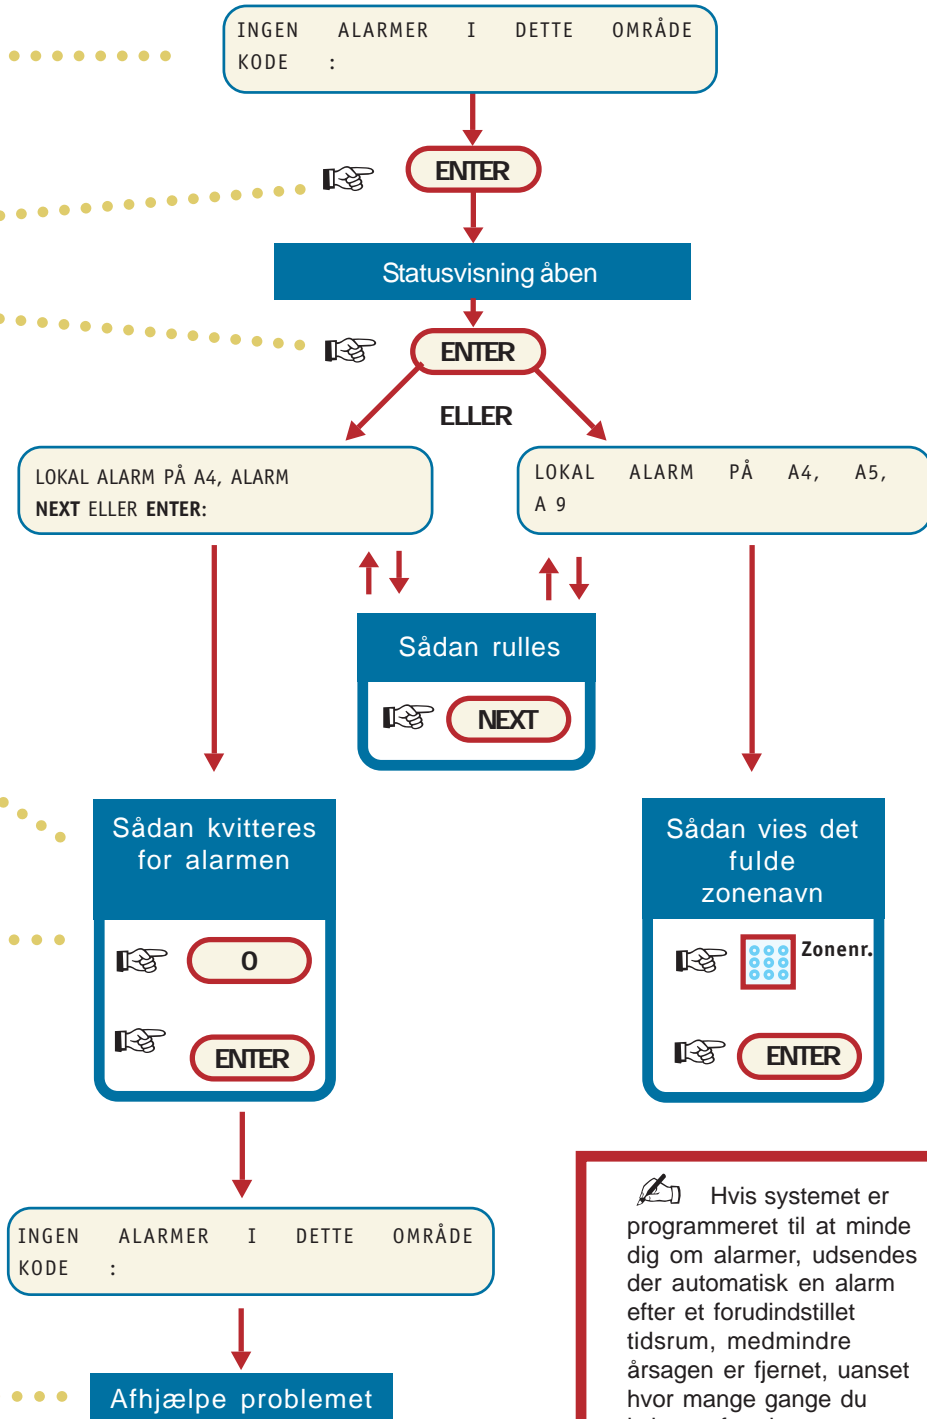 INGEN ALARMER I DETTE OMRÅDE
KODE :
ENTER
Statusvisning åben
ENTER
ELLER
LOKAL ALARM PÅ A4, ALARM
NEXT ELLER ENTER:
LOKAL ALARM PÅ A4, A5,
A 9
Sådan rulles
NEXT
Sådan kvitteres
for alarmen
0
ENTER
Sådan vies det
fulde
zonenavn
Zonenr.
ENTER
INGEN ALARMER I DETTE OMRÅDE
KODE :
Afhjælpe problemet
Hvis systemet er
programmeret til at minde
dig om alarmer, udsendes
der automatisk en alarm
efter et forudindstillet
tidsrum, medmindre
årsagen er fjernet, uanset
hvor mange gange du